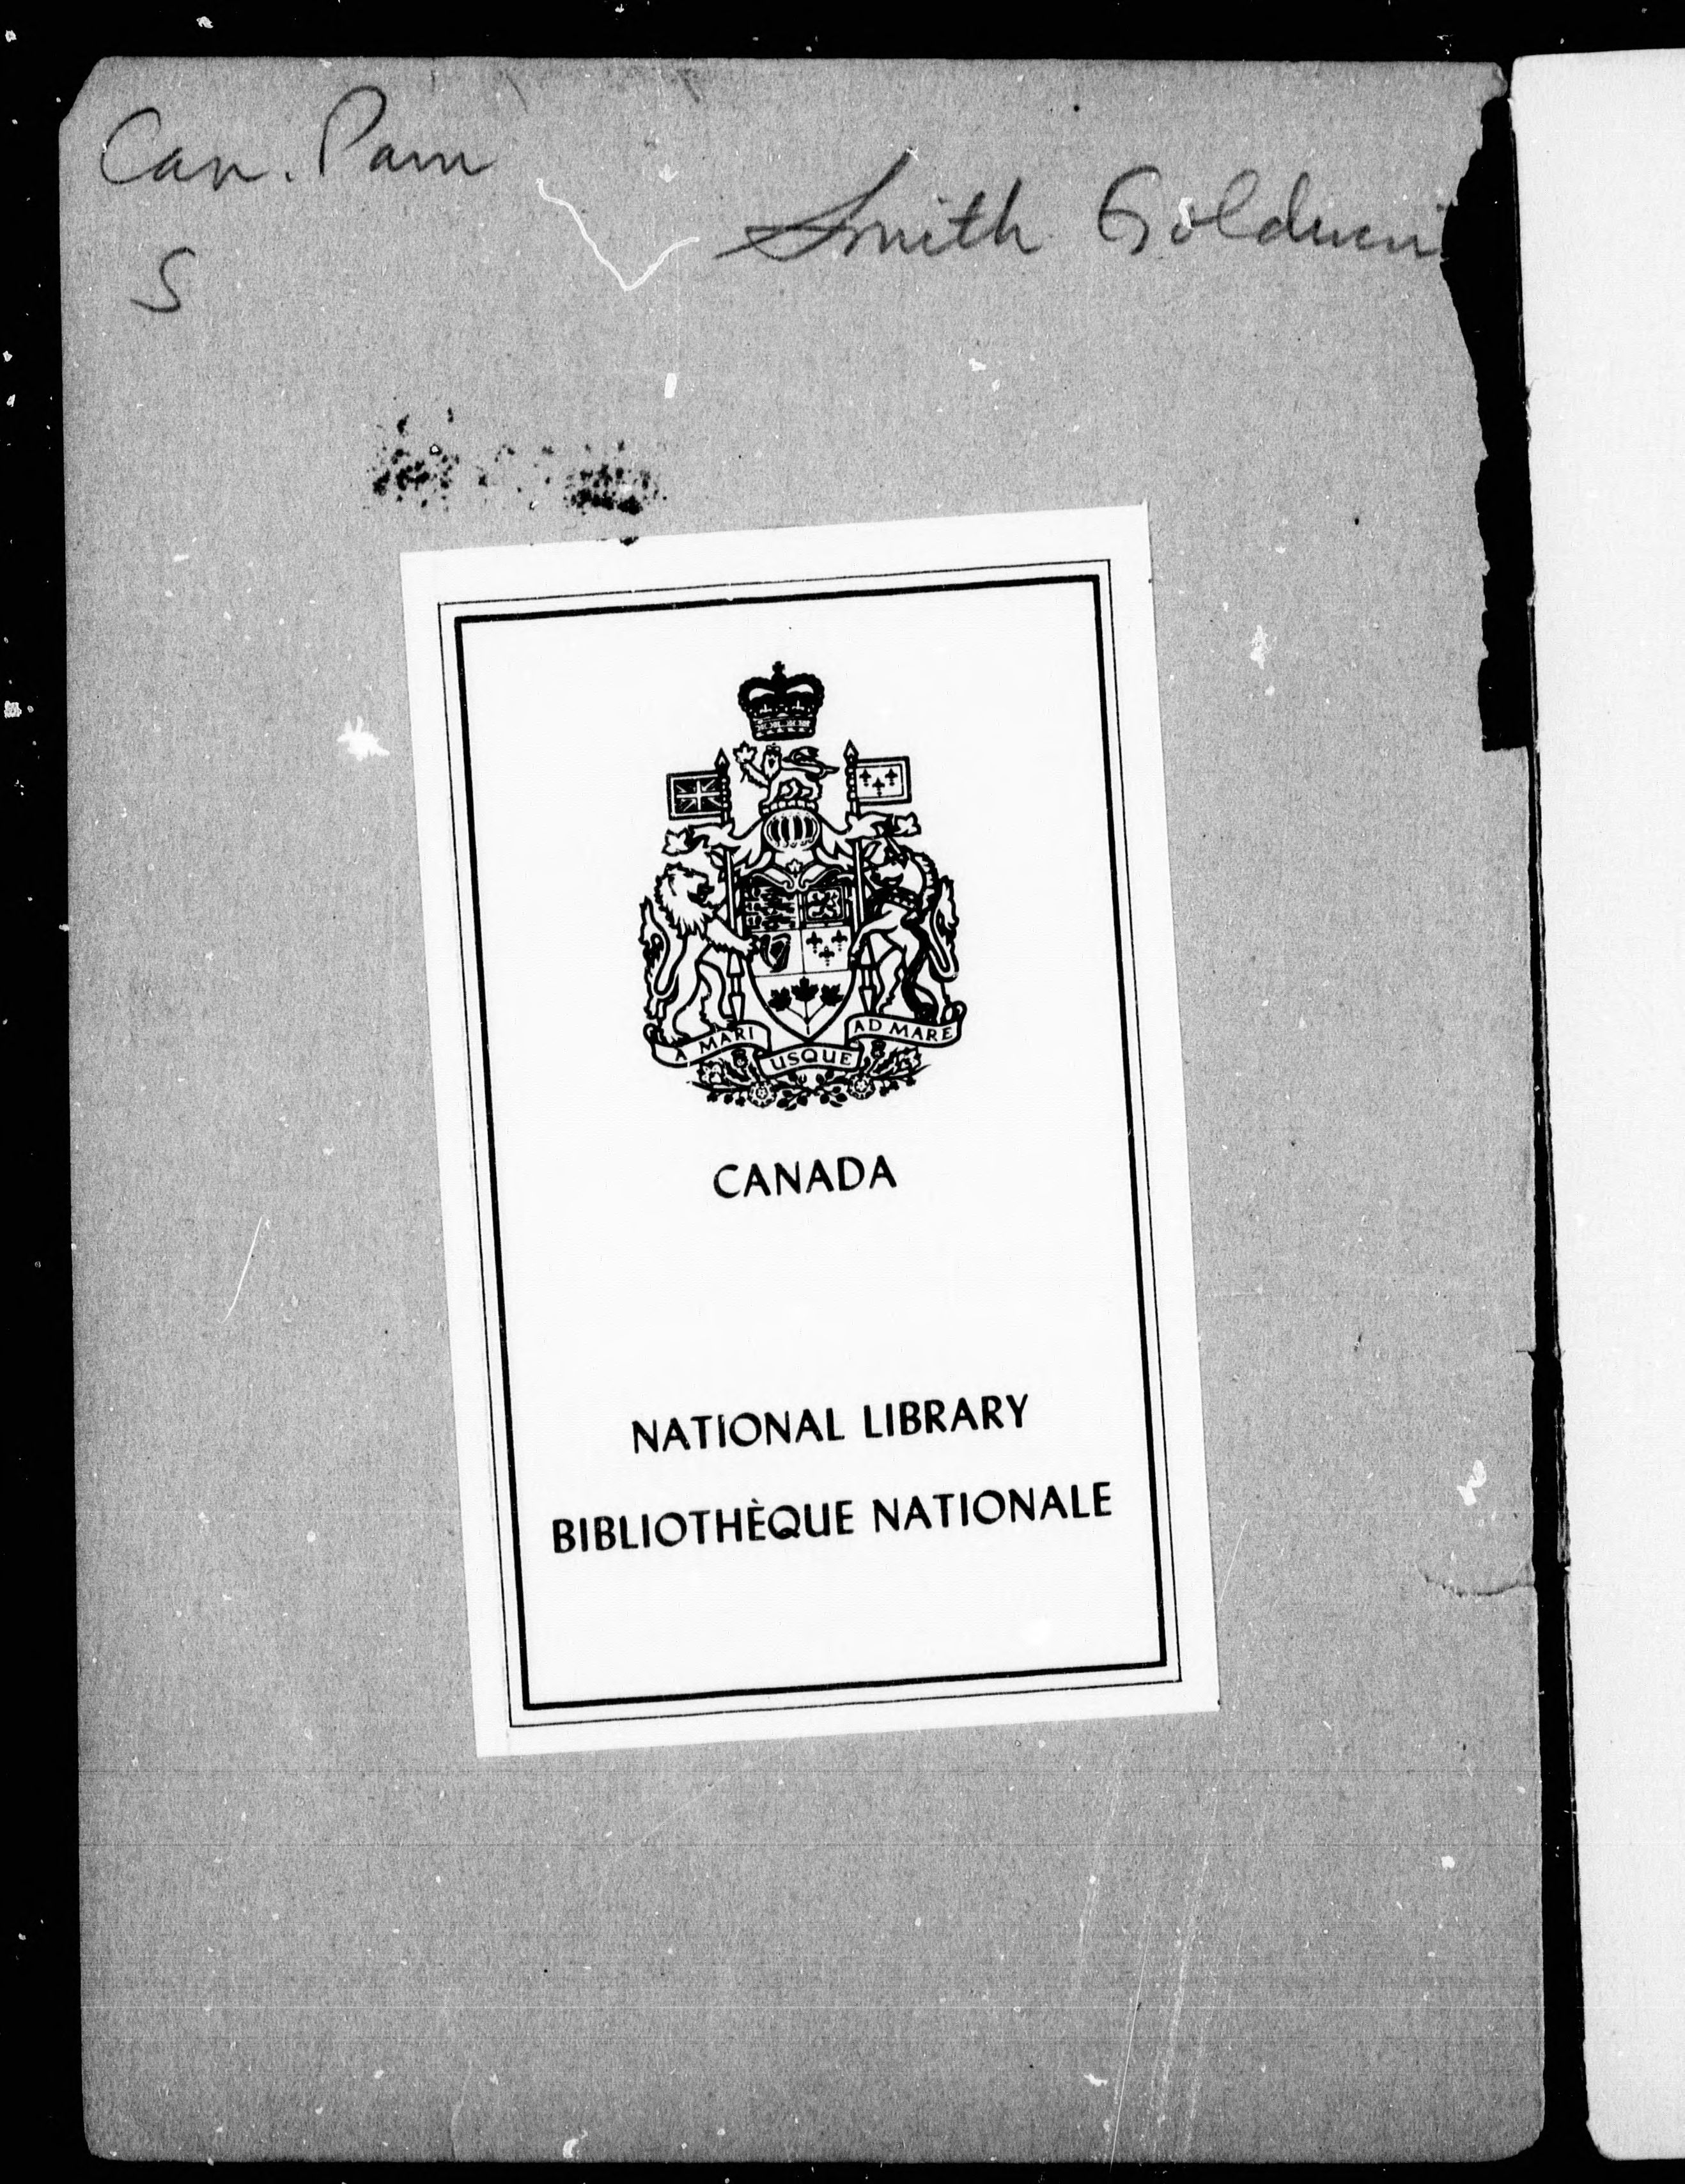 Can. Pam
Smith Goldwin
S
A MARI USQUE AD MARE
CANADA
NATIONAL LIBRARY
BIBLIOTHÈQUE NATIONALE